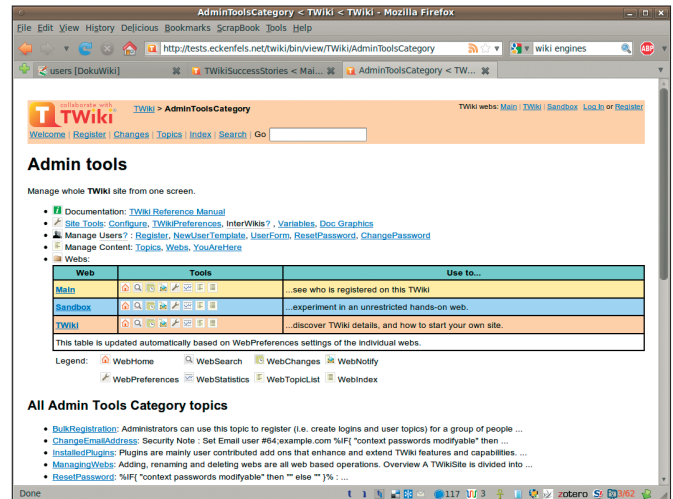 AdminToolsCategory < TWiki < TWiki - Mozilla Firefox
File Edit View History Delicious Bookmarks ScrapBook Tools Help
http://tests.eckenfels.net/twiki/bin/view/TWiki/AdminToolsCategory
wiki engines
ABP
users [DokuWiki]
TWikiSuccessStories < Mai...
AdminToolsCategory < TW...
collaborate with
TWiki
TWiki > AdminToolsCategory
TWiki webs: Main | TWiki | Sandbox Log In or Register
Welcome | Register | Changes | Topics | Index | Search | Go
Admin tools
Manage whole TWiki site from one screen.
Documentation: TWiki Reference Manual
Site Tools: Configure, TWikiPreferences, InterWikis? , Variables, Doc Graphics
Manage Users? : Register, NewUserTemplate, UserForm, ResetPassword, ChangePassword
Manage Content: Topics, Webs, YouAreHere
Webs:
Web Tools Use to...
Main ...see who is registered on this TWiki
Sandbox ...experiment in an unrestricted hands-on web.
TWiki ...discover TWiki details, and how to start your own site.
This table is updated automatically based on WebPreferences settings of the individual webs.
Legend: WebHome WebSearch WebChanges WebNotify
WebPreferences WebStatistics WebTopicList WebIndex
All Admin Tools Category topics
BulkRegistration: Administrators can use this topic to register (i.e. create logins and user topics) for a group of people ...
ChangeEmailAddress: Security Note : Set Email user #64;example.com %IF{ "context passwords modifyable" then ...
InstalledPlugins: Plugins are mainly user contributed add-ons that enhance and extend TWiki features and capabilities. ...
ManagingWebs: Adding, renaming and deleting webs are all web based operations. Overview A TWikiSite is divided into ...
ResetPassword: %IF{ "context passwords modifyable" then "" else "" }% : ...
Done
117
3
zotero
3/62